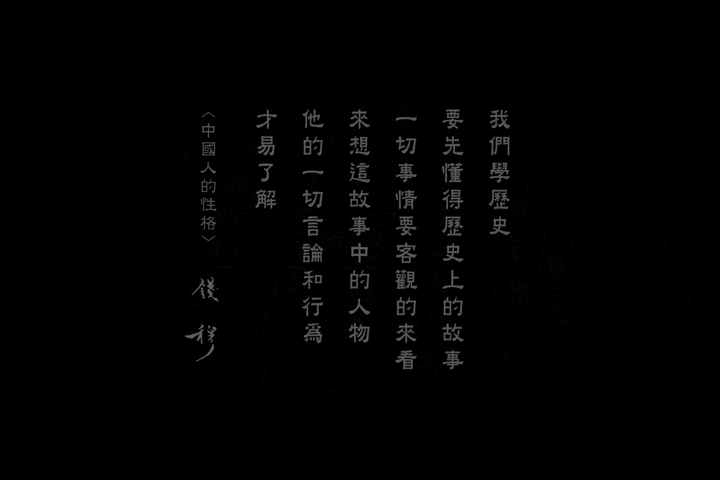 我們學歷史
要先懂得歷史上的故事
一切事情要客觀的來看
來想這故事中的人物
他的一切言論和行為
才易了解
〈中國人的性格〉
錢穆